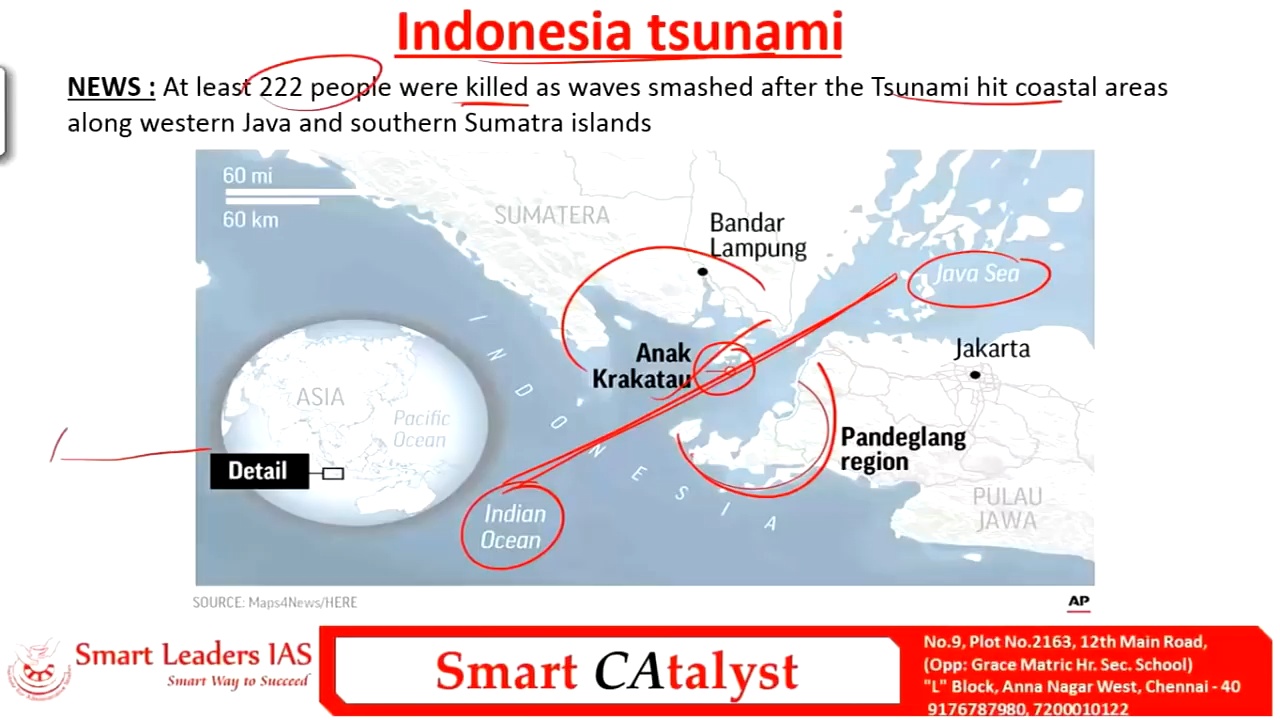 Indonesia tsunami
NEWS : At least 222 people were killed as waves smashed after the Tsunami hit coastal areas
along western Java and southern Sumatra islands
60 mi
60 km
SUMATERA
Bandar
Lampung
Java Sea
Anak
Krakatau
Jakarta
ASIA
Pacific
Ocean
INDONESIA
Pandeglang
region
Detail
Indian
Ocean
PULAU
JAWA
SOURCE: Maps4News/HERE
AP
Smart Leaders IAS
Smart Way to Succeed
Smart CAtalyst
No.9, Plot No.2163, 12th Main Road,
(Opp: Grace Matric Hr. Sec. School)
"L" Block, Anna Nagar West, Chennai - 40
9176787980, 7200010122